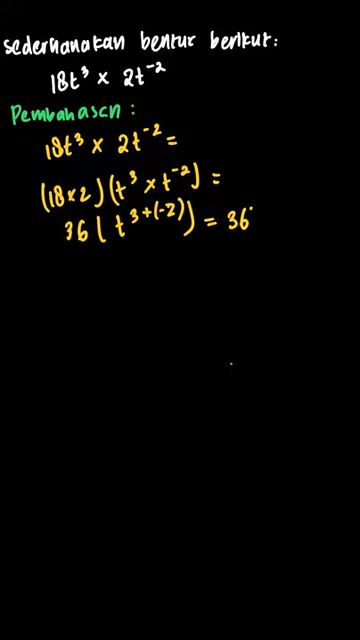 sederhanakan bentuk berikut:
18t³ × 2t⁻²
Pembahasan :
18t³ × 2t⁻² =
(18×2)(t³ × t⁻²) =
36(t³⁺⁽⁻²⁾) = 36